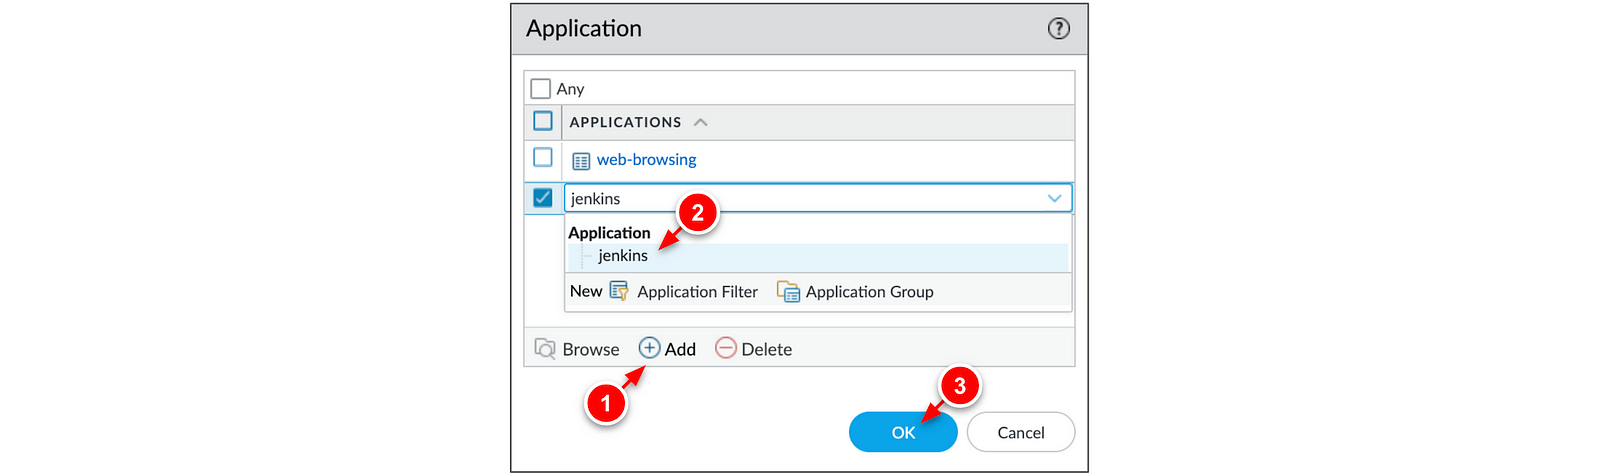 Application ?
Any
APPLICATIONS
web-browsing
jenkins
2
Application
jenkins
New Application Filter Application Group
Browse Add Delete
1
3
OK Cancel